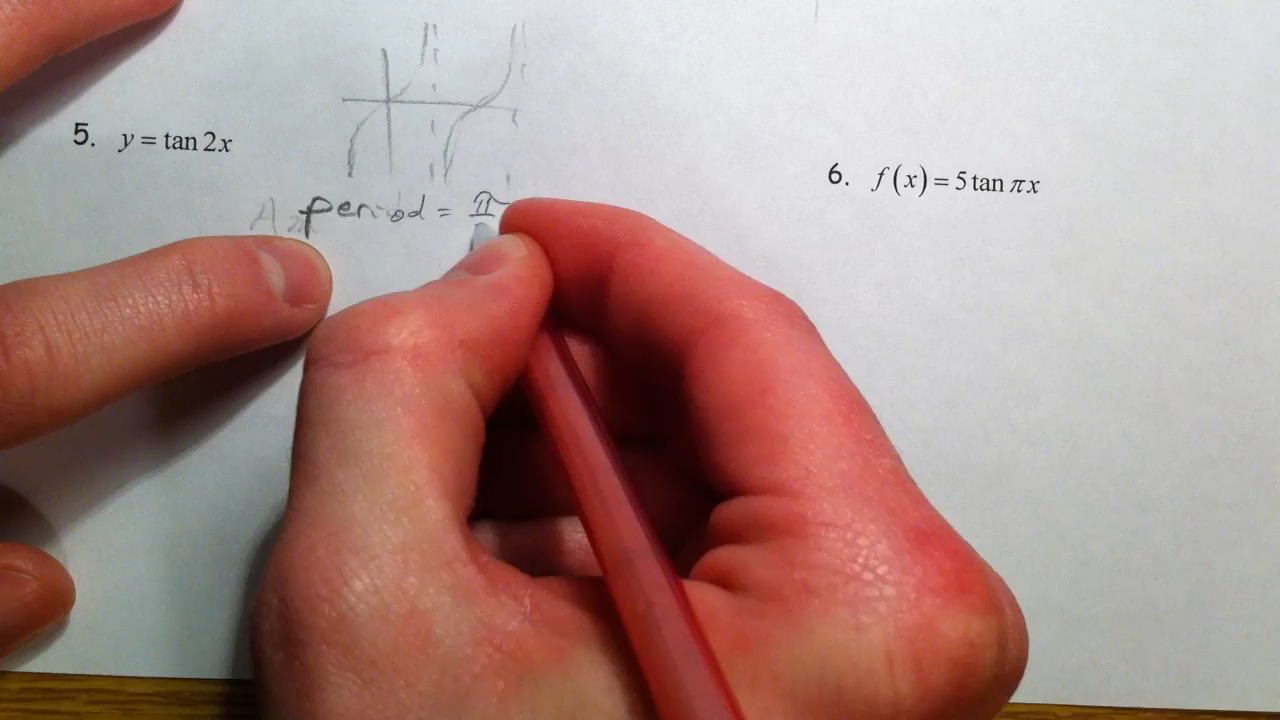 5. y = tan 2x
period = π
6. f(x) = 5 tan πx